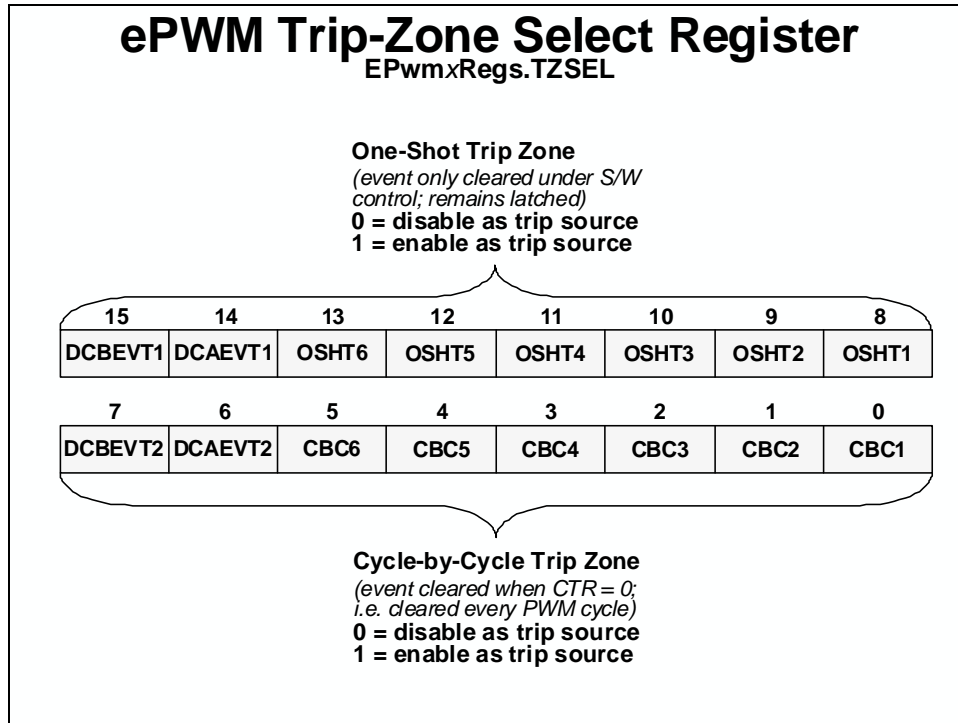 ePWM Trip-Zone Select Register
EPwmxRegs.TZSEL
One-Shot Trip Zone
(event only cleared under S/W
control; remains latched)
0 = disable as trip source
1 = enable as trip source
15 14 13 12 11 10 9 8
DCBEVT1 DCAEVT1 OSHT6 OSHT5 OSHT4 OSHT3 OSHT2 OSHT1
7 6 5 4 3 2 1 0
DCBEVT2 DCAEVT2 CBC6 CBC5 CBC4 CBC3 CBC2 CBC1
Cycle-by-Cycle Trip Zone
(event cleared when CTR = 0;
i.e. cleared every PWM cycle)
0 = disable as trip source
1 = enable as trip source